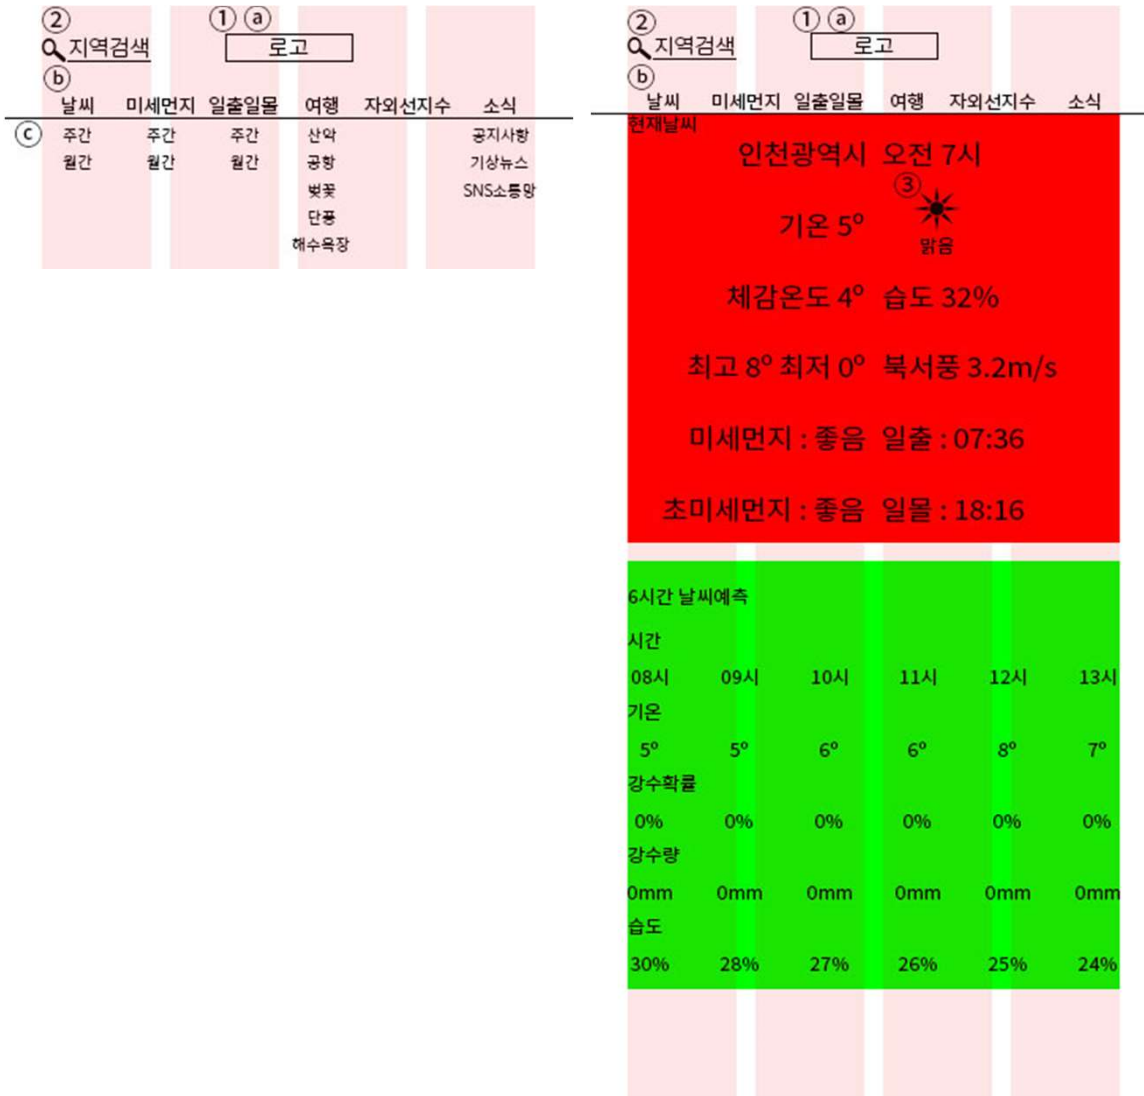 ② ① ⓐ
지역검색 로고
ⓑ
날씨 미세먼지 일출일몰 여행 자외선지수 소식
ⓒ 주간 주간 주간 산악 공지사항
월간 월간 월간 공항 기상뉴스
벚꽃 SNS소통망
단풍
해수욕장
② ① ⓐ
지역검색 로고
ⓑ
날씨 미세먼지 일출일몰 여행 자외선지수 소식
현재날씨
인천광역시 오전 7시
③
기온 5º
맑음
체감온도 4º 습도 32%
최고 8º 최저 0º 북서풍 3.2m/s
미세먼지 : 좋음 일출 : 07:36
초미세먼지 : 좋음 일몰 : 18:16
6시간 날씨예측
시간
08시 09시 10시 11시 12시 13시
기온
5º 5º 6º 6º 8º 7º
강수확률
0% 0% 0% 0% 0% 0%
강수량
0mm 0mm 0mm 0mm 0mm 0mm
습도
30% 28% 27% 26% 25% 24%